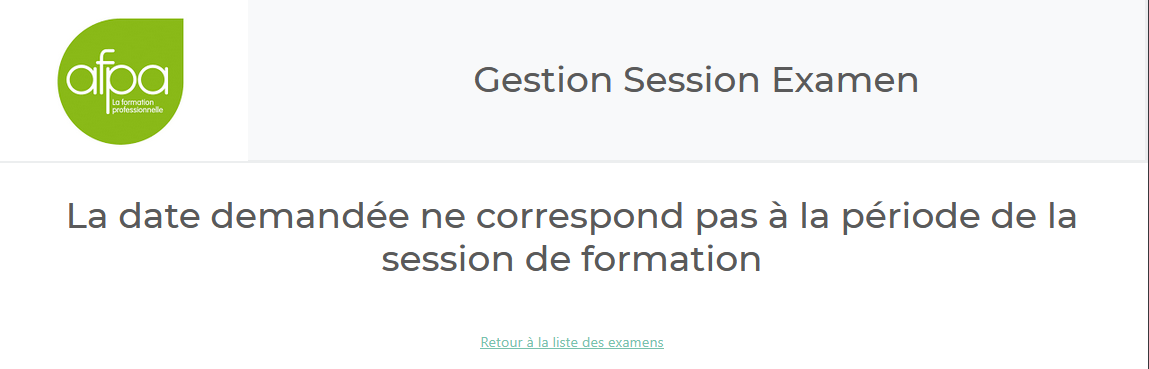 afpa
La formation
professionnelle
Gestion Session Examen
La date demandée ne correspond pas à la période de la
session de formation
Retour à la liste des examens